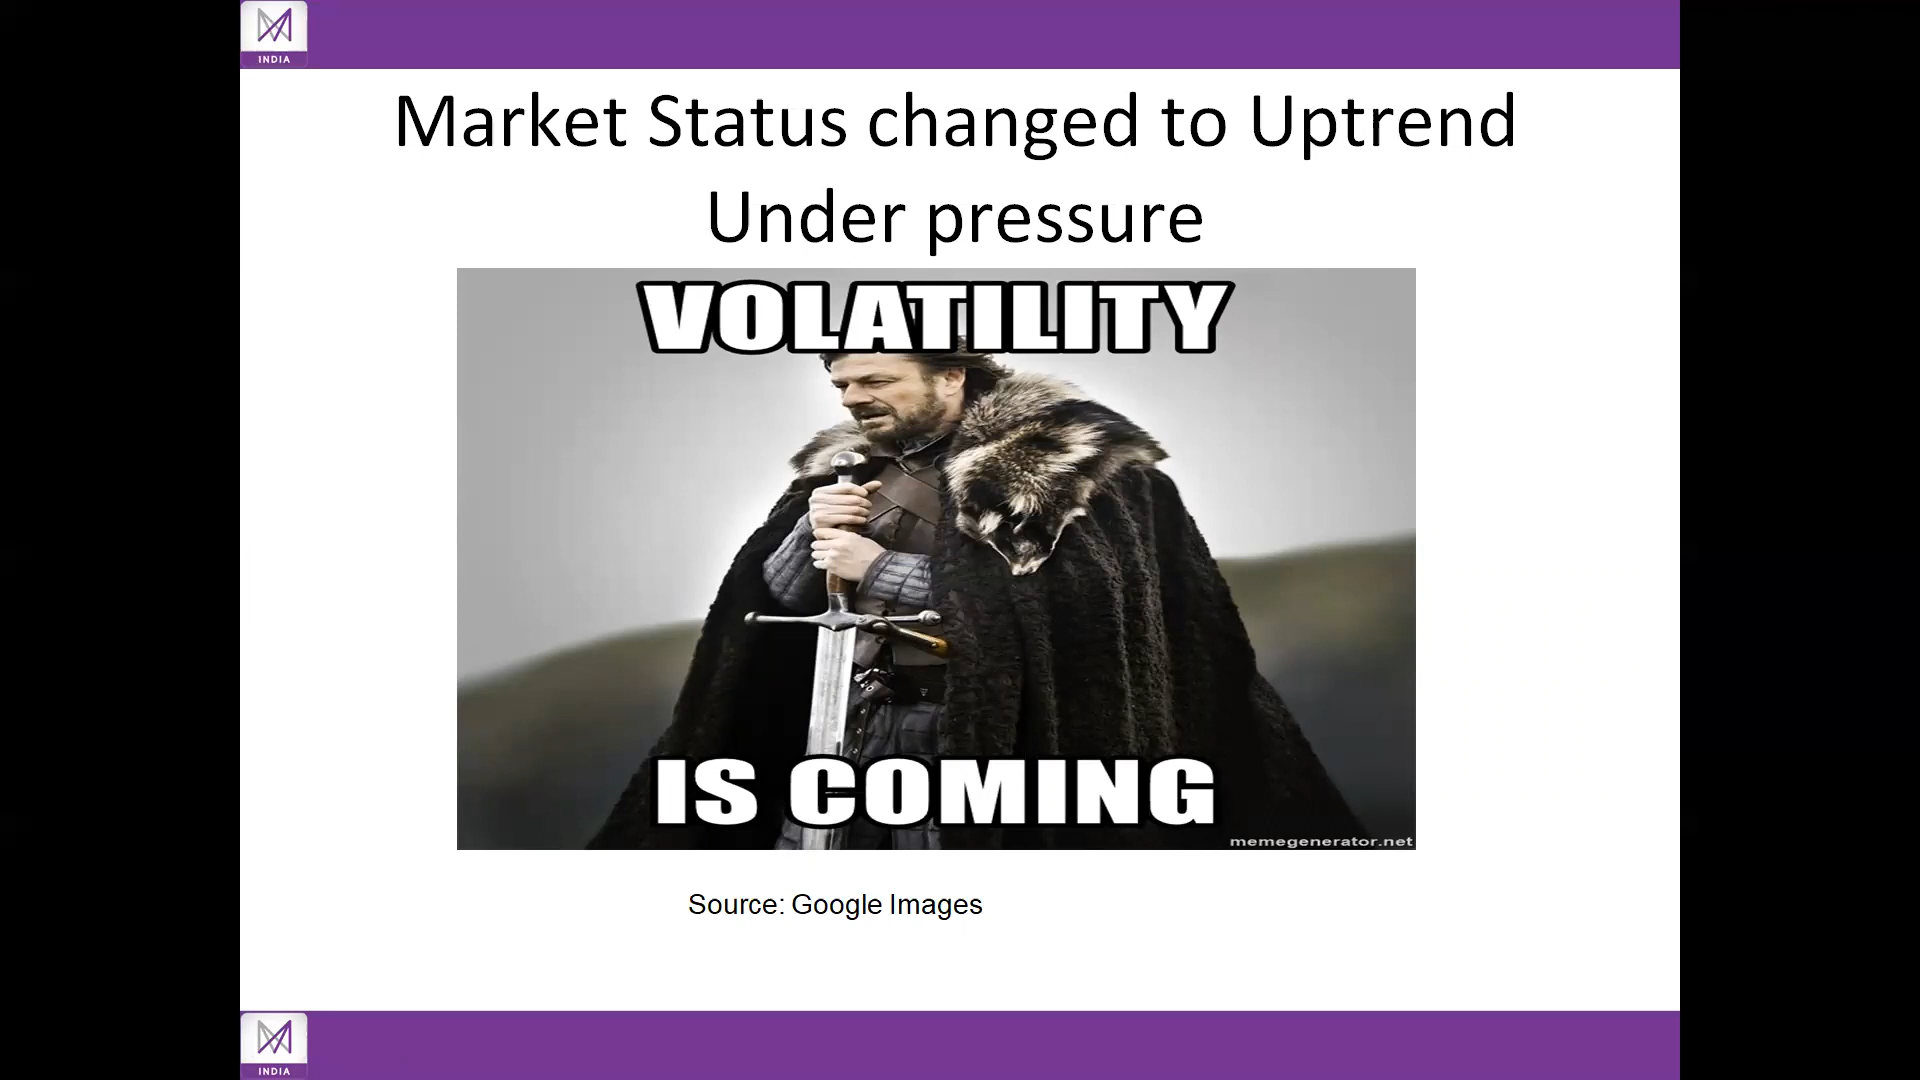 INDIA
Market Status changed to Uptrend
Under pressure
VOLATILITY
IS COMING
memegenerator.net
Source: Google Images
INDIA